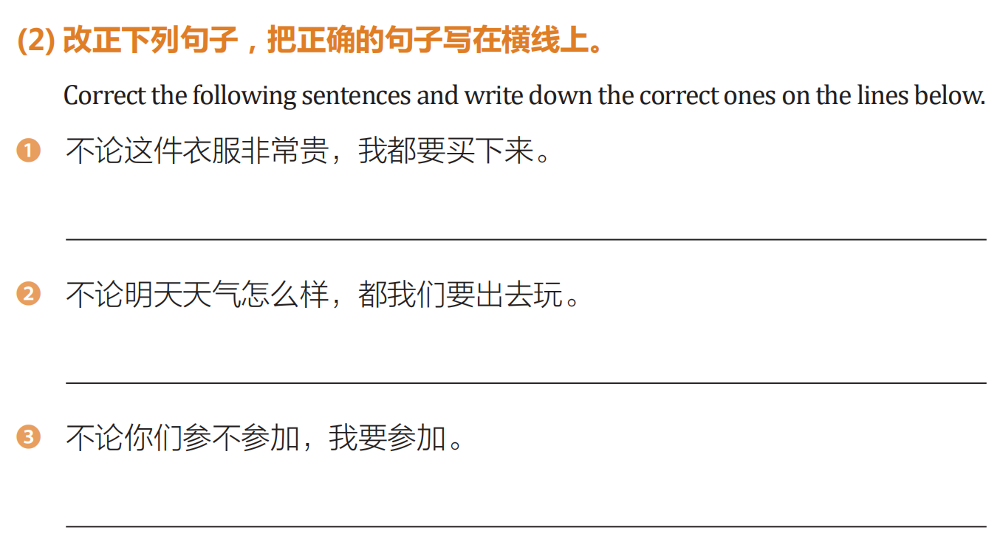 (2) 改正下列句子，把正确的句子写在横线上。
Correct the following sentences and write down the correct ones on the lines below.
1 不论这件衣服非常贵，我都要买下来。
2 不论明天天气怎么样，都我们要出去玩。
3 不论你们参不参加，我要参加。